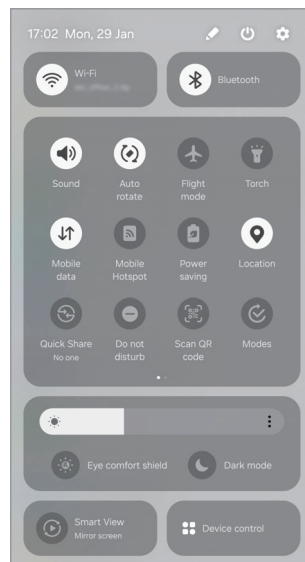 17:02 Mon, 29 Jan
Wi-Fi
Bluetooth
Sound
Auto rotate
Flight mode
Torch
Mobile data
Mobile Hotspot
Power saving
Location
Quick Share
No one
Do not disturb
Scan QR code
Modes
Eye comfort shield
Dark mode
Smart View
Mirror screen
Device control